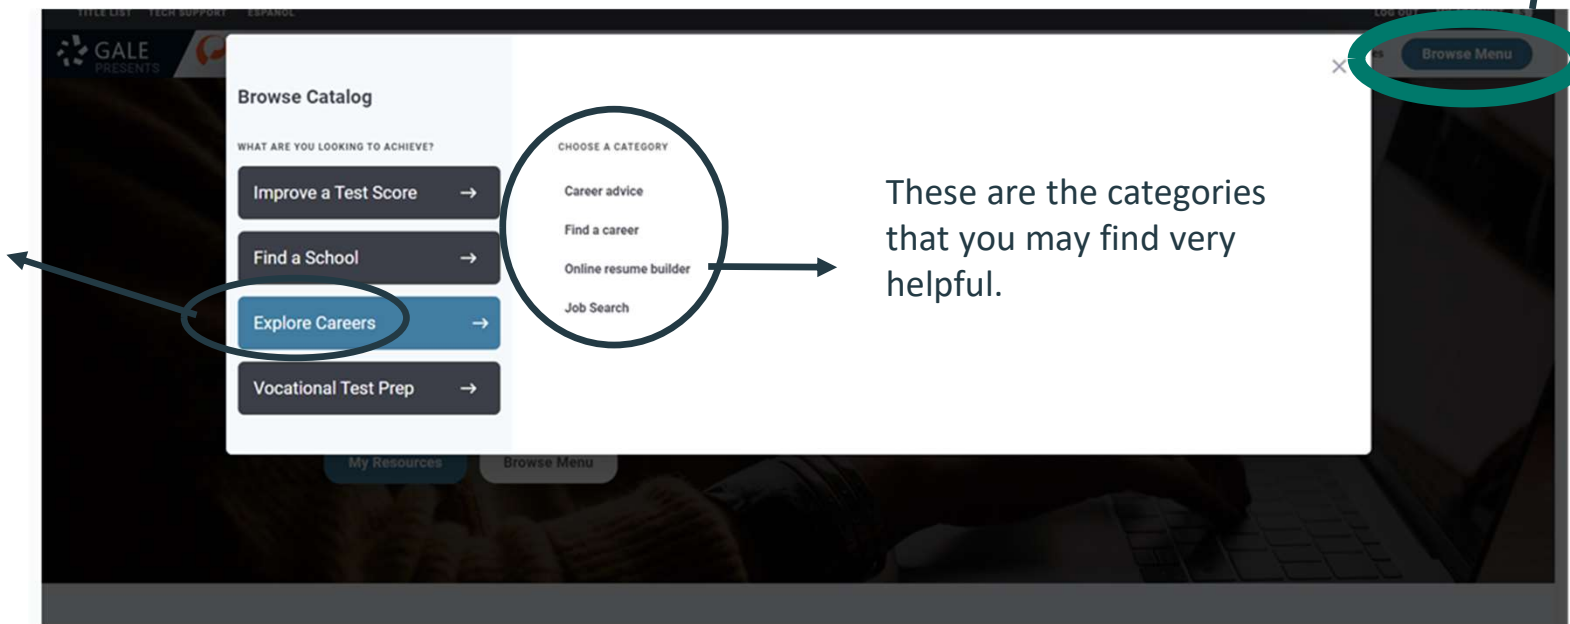 TITLE LIST TECH SUPPORT ESPAÑOL
LOG OUT
GALE
PRESENTS
Browse Menu
Browse Catalog
WHAT ARE YOU LOOKING TO ACHIEVE?
Improve a Test Score →
Find a School →
Explore Careers →
Vocational Test Prep →
CHOOSE A CATEGORY
Career advice
Find a career
Online resume builder
Job Search
These are the categories
that you may find very
helpful.
My Resources
Browse Menu